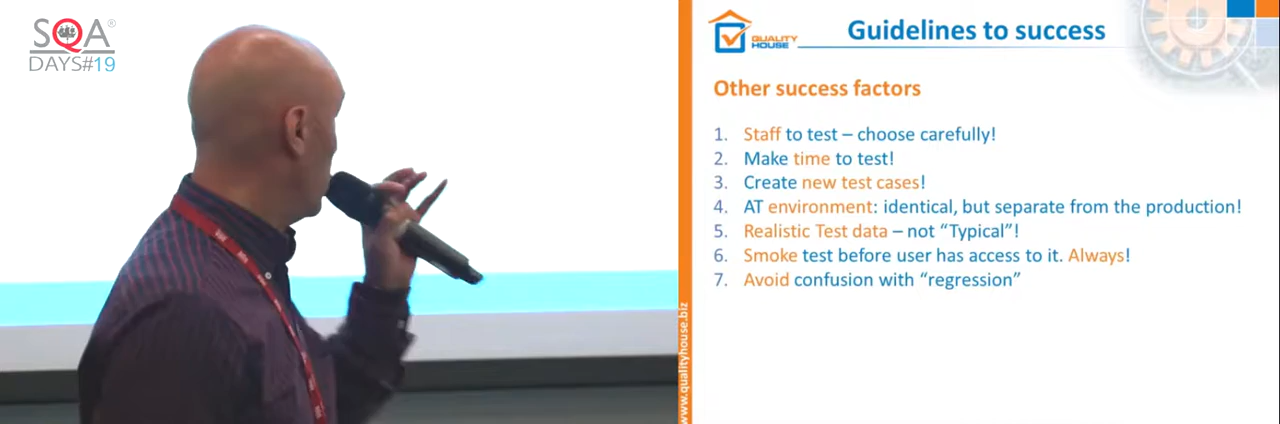 SQA®
DAYS#19
QUALITY
HOUSE
Guidelines to success
Other success factors
1. Staff to test – choose carefully!
2. Make time to test!
3. Create new test cases!
4. AT environment: identical, but separate from the production!
5. Realistic Test data – not “Typical”!
6. Smoke test before user has access to it. Always!
7. Avoid confusion with “regression”
www.qualityhouse.biz